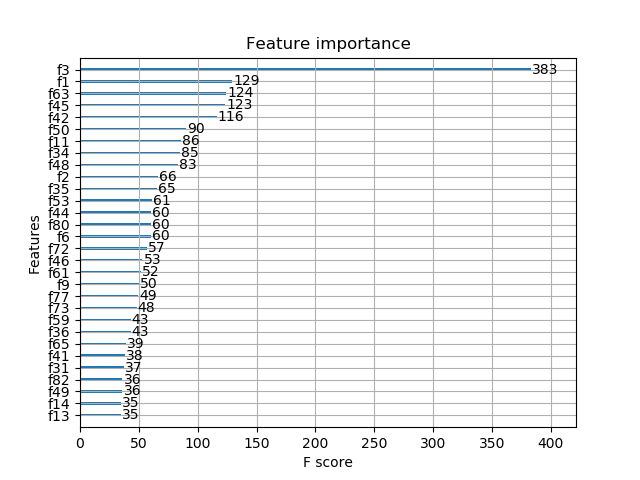 Feature importance
f3 383
f1 129
f63 124
f45 123
f42 116
f50 90
f11 86
f34 85
f48 83
f2 66
f35 65
f53 61
f44 60
f80 60
f6 60
f72 57
f46 53
f61 52
f9 50
f77 49
f73 48
f59 43
f36 43
f65 39
f41 38
f31 37
f82 36
f49 36
f14 35
f13 35
Features
0 50 100 150 200 250 300 350 400
F score